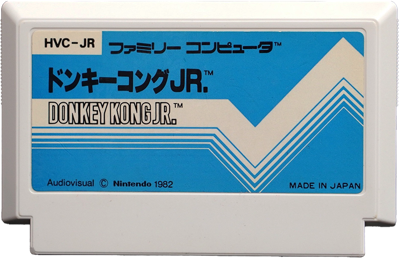 HVC-JR ファミリー コンピュータ™
ドンキーコングJR.™
DONKEY KONG JR.™
Audiovisual © Nintendo 1982
MADE IN JAPAN